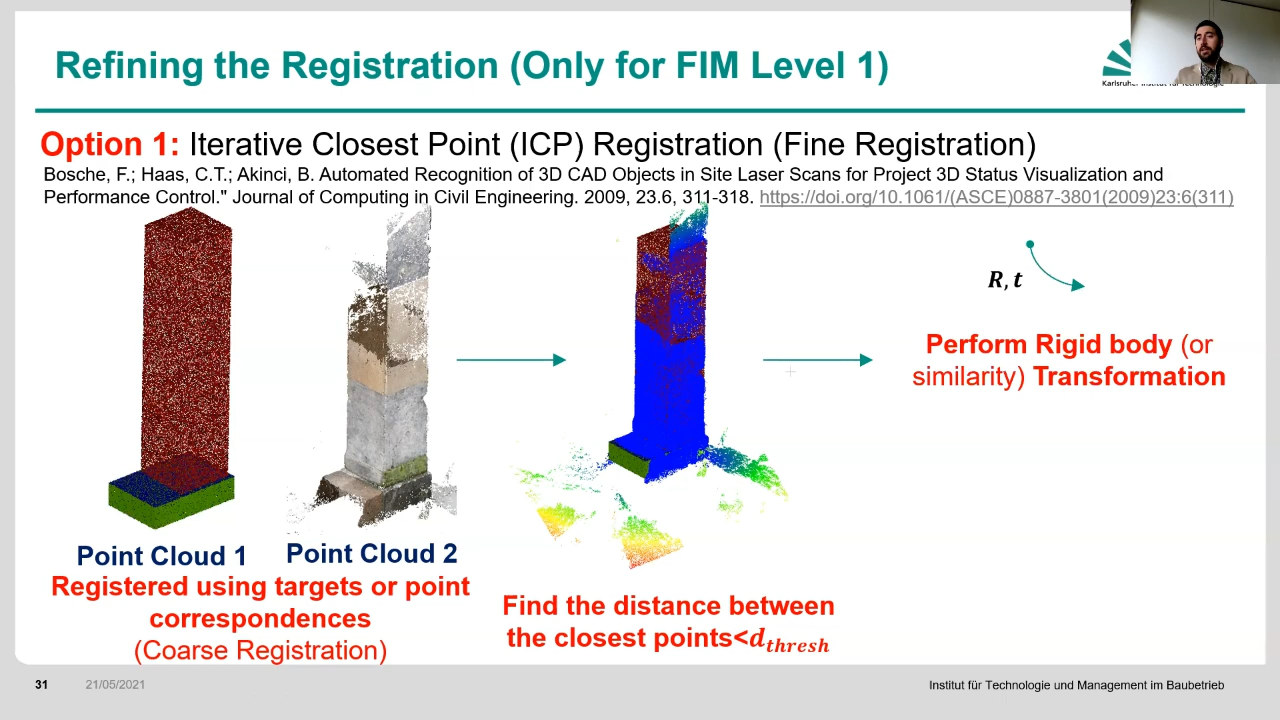 Refining the Registration (Only for FIM Level 1)
Option 1: Iterative Closest Point (ICP) Registration (Fine Registration)
Bosche, F.; Haas, C.T.; Akinci, B. Automated Recognition of 3D CAD Objects in Site Laser Scans for Project 3D Status Visualization and
Performance Control." Journal of Computing in Civil Engineering. 2009, 23.6, 311-318. https://doi.org/10.1061/(ASCE)0887-3801(2009)23:6(311)
R, t
Perform Rigid body (or
similarity) Transformation
Point Cloud 1
Point Cloud 2
Registered using targets or point
correspondences
(Coarse Registration)
Find the distance between
the closest points<d_thresh
31
21/05/2021
Institut für Technologie und Management im Baubetrieb